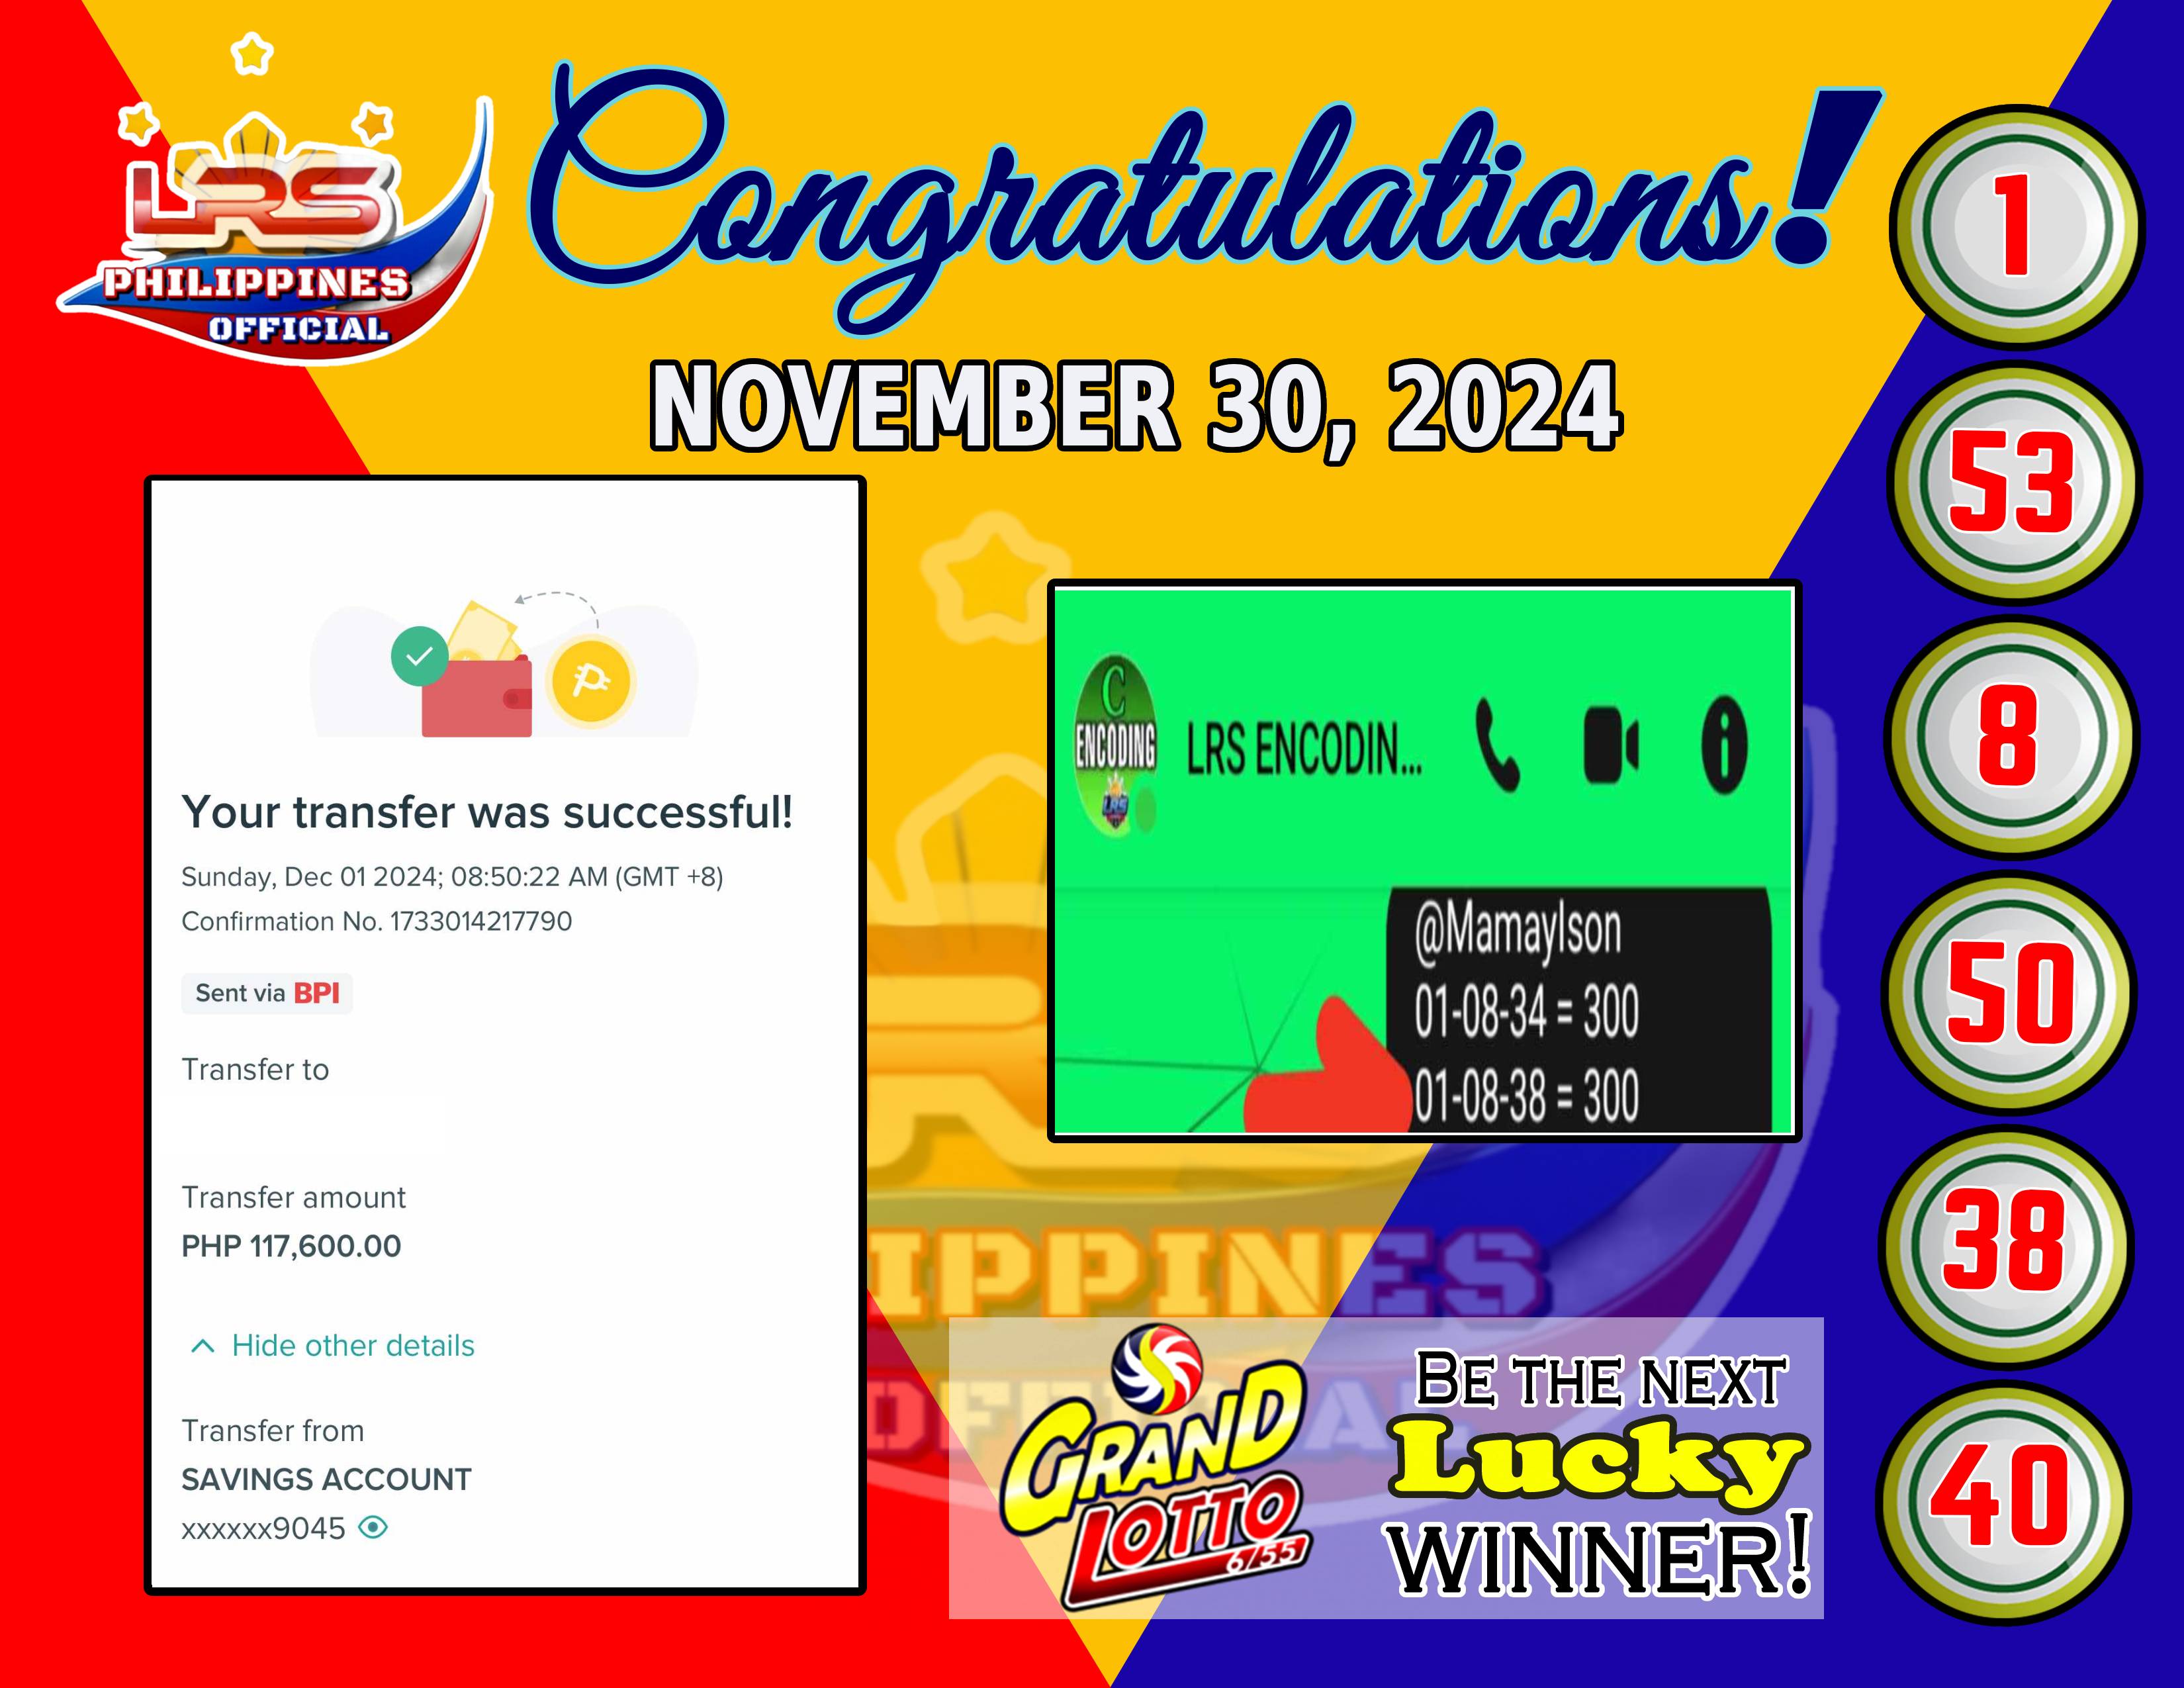 LRS
PHILIPPINES
OFFICIAL
Congratulations!
NOVEMBER 30, 2024
Your transfer was successful!
Sunday, Dec 01 2024; 08:50:22 AM (GMT +8)
Confirmation No. 1733014217790
Sent via BPI
Transfer to
Transfer amount
PHP 117,600.00
Hide other details
Transfer from
SAVINGS ACCOUNT
xxxxxx9045
C
ENCODING
LRS
LRS ENCODIN...
@MamayIson
01-08-34 = 300
01-08-38 = 300
IPPINES
GRAND
LOTTO
6/55
BE THE NEXT
Lucky
WINNER!
1
53
8
50
38
40